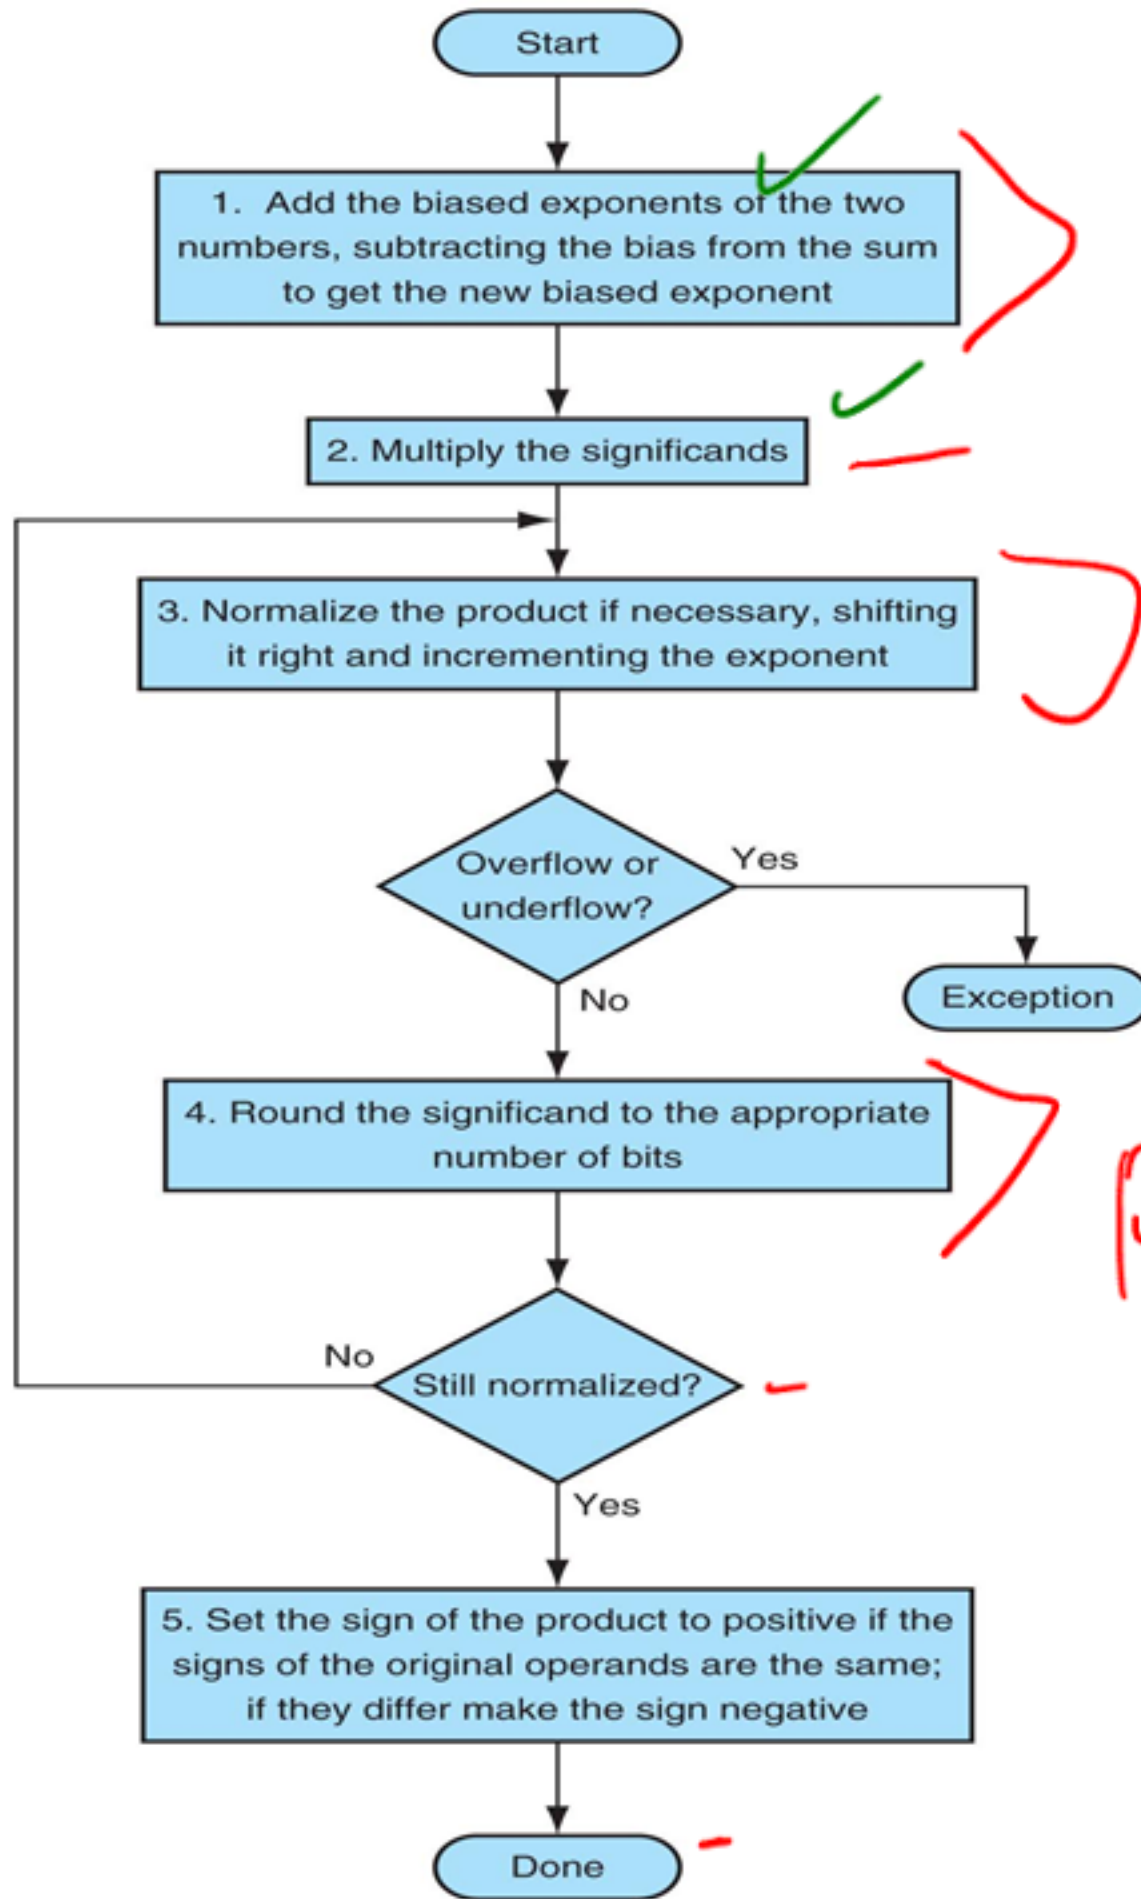 Start
1. Add the biased exponents of the two
numbers, subtracting the bias from the sum
to get the new biased exponent
2. Multiply the significands
3. Normalize the product if necessary, shifting
it right and incrementing the exponent
Overflow or
underflow?
Yes
No
Exception
4. Round the significand to the appropriate
number of bits
No
Still normalized?
Yes
5. Set the sign of the product to positive if the
signs of the original operands are the same;
if they differ make the sign negative
Done